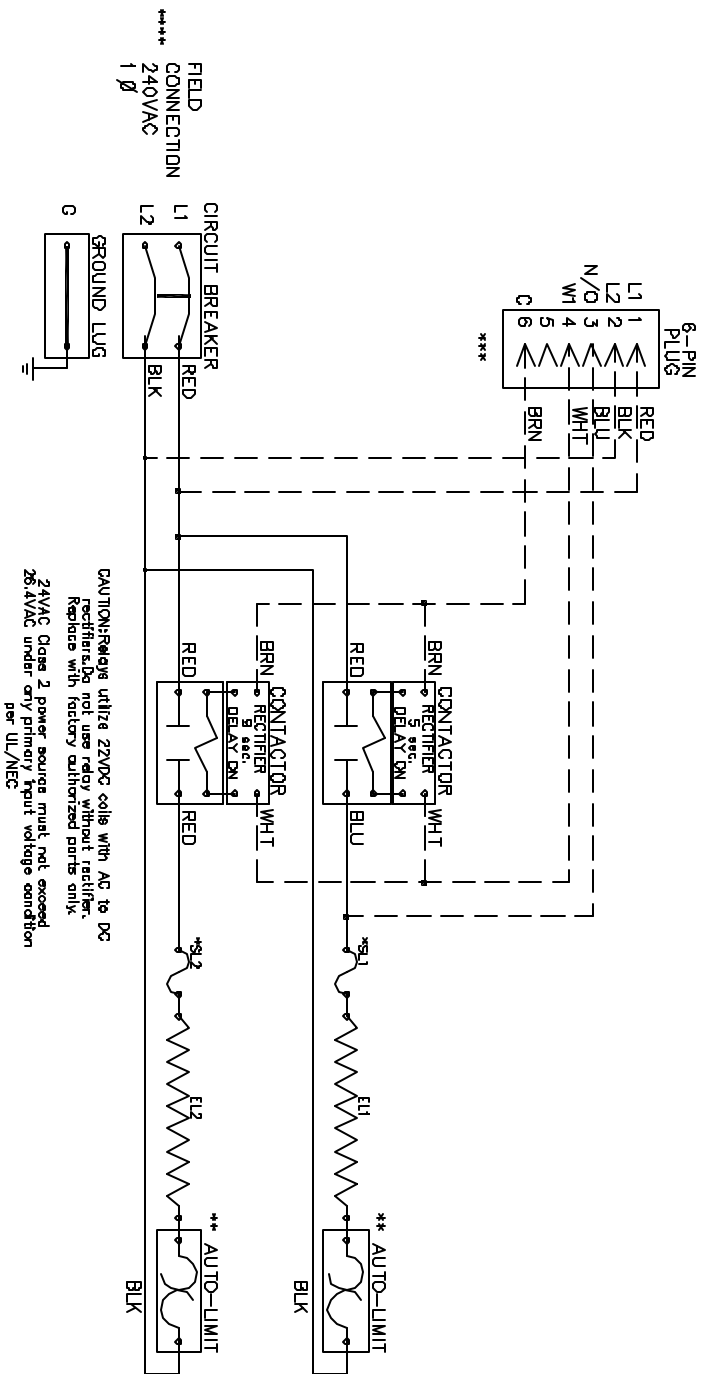 6-PIN
PLUG
L1 1
L2 2
N/O 3
W1 4
5
C 6
***
RED
BLK
BLU
WHT
BRN
****
FIELD
CONNECTION
240VAC
1 Ø
CIRCUIT BREAKER
L1
L2
RED
BLK
GROUND LUG
G
BRN
RED
CONTACTOR
RECTIFIER
5 sec.
DELAY ON
WHT
BLU
*SL1
EL1
** AUTO-LIMIT
BLK
BRN
RED
CONTACTOR
RECTIFIER
5 sec.
DELAY ON
WHT
RED
*SL2
EL2
** AUTO-LIMIT
BLK
CAUTION:Relays utilize 22VDC coils with AC to DC
rectifiers.Do not use relay without rectifier.
Replace with factory authorized parts only.
24VAC Class 2 power source must not exceed
26.4VAC under any primary input voltage condition
per UL/NEC